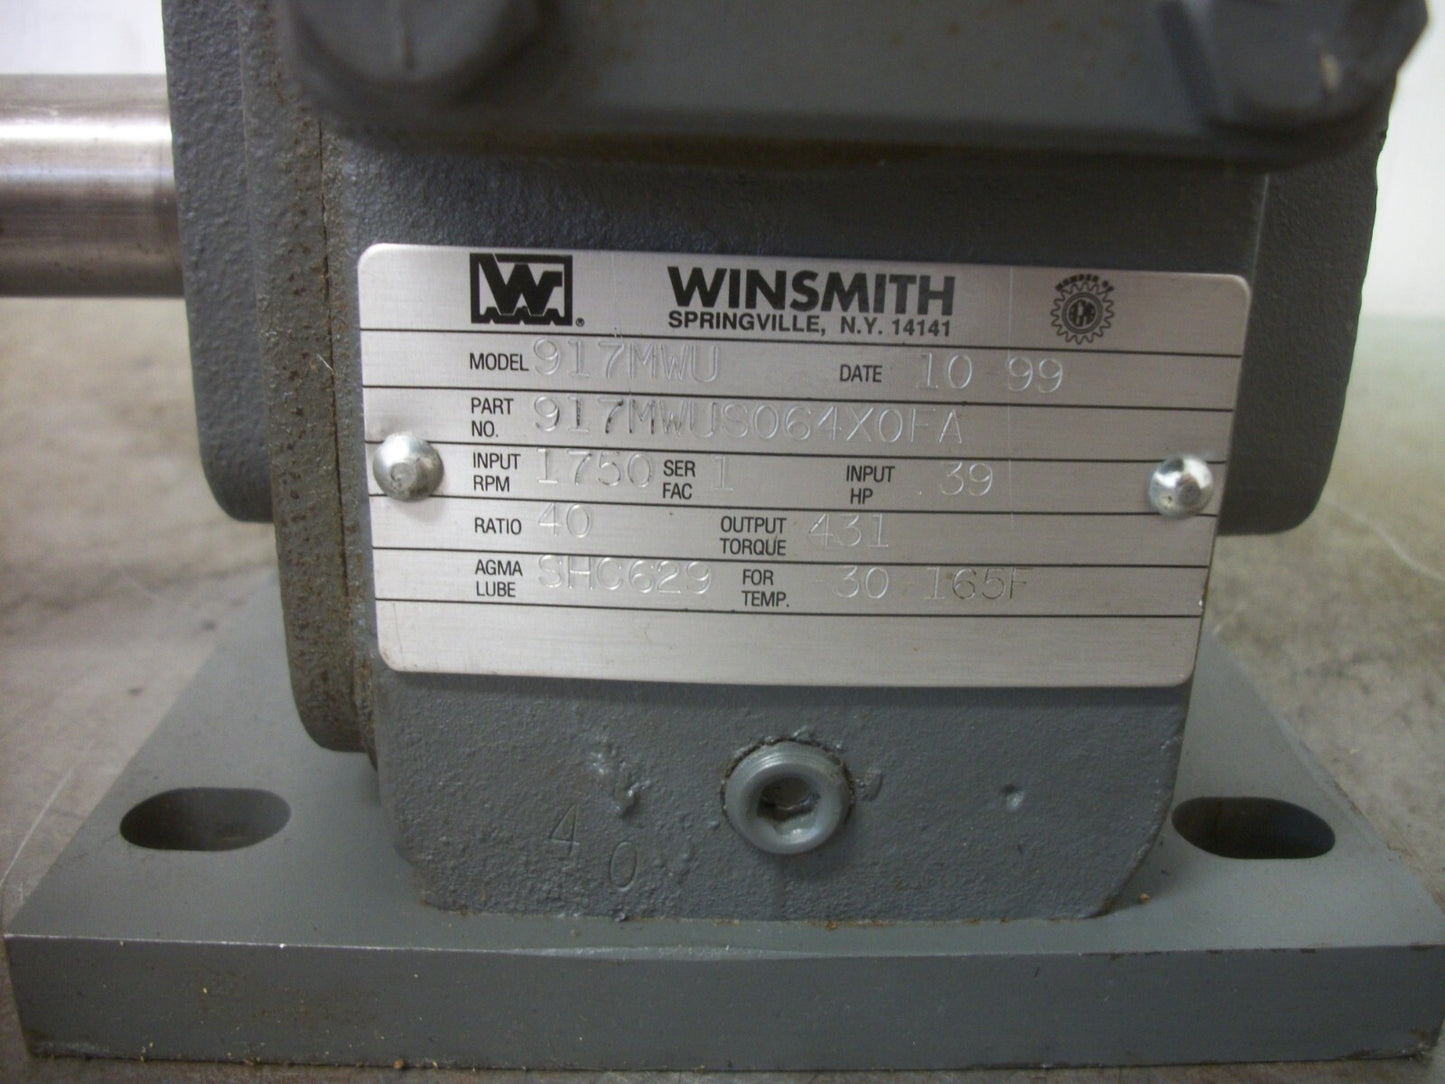 W ®
WINSMITH
SPRINGVILLE, N.Y. 14141
MODEL 917MWU DATE 10 99
PART NO. 917MWUS064X0FA
INPUT RPM 1750 SER FAC 1 INPUT HP .39
RATIO 40 OUTPUT TORQUE 431
AGMA LUBE SHC629 FOR TEMP. 30 165F
40